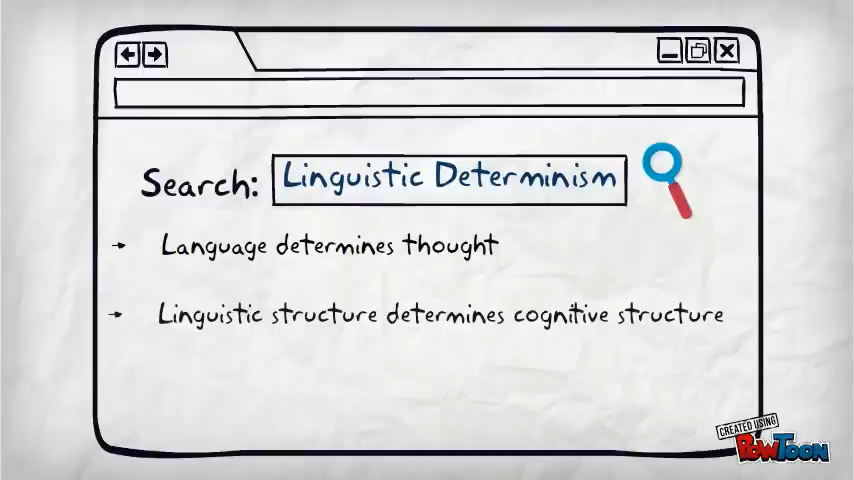 Search: Linguistic Determinism
Language determines thought
Linguistic structure determines cognitive structure
CREATED USING
POWTOON